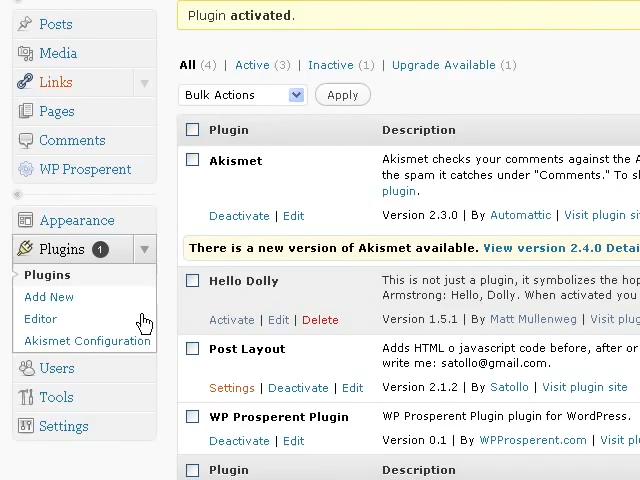 Plugin activated.
Posts
Media
Links
Pages
Comments
WP Prosperent
Appearance
Plugins 1
Plugins
Add New
Editor
Akismet Configuration
Users
Tools
Settings
All (4) | Active (3) | Inactive (1) | Upgrade Available (1)
Bulk Actions Apply
Plugin Description
Akismet Akismet checks your comments against the A
the spam it catches under "Comments." To s
plugin.
Deactivate | Edit Version 2.3.0 | By Automattic | Visit plugin si
There is a new version of Akismet available. View version 2.4.0 Detai
Hello Dolly This is not just a plugin, it symbolizes the hop
Armstrong: Hello, Dolly. When activated you
Activate | Edit | Delete Version 1.5.1 | By Matt Mullenweg | Visit plug
Post Layout Adds HTML o javascript code before, after or
write me: satollo@gmail.com.
Settings | Deactivate | Edit Version 2.1.2 | By Satollo | Visit plugin site
WP Prosperent Plugin WP Prosperent Plugin plugin for WordPress.
Deactivate | Edit Version 0.1 | By WPProsperent.com | Visit pl
Plugin Description